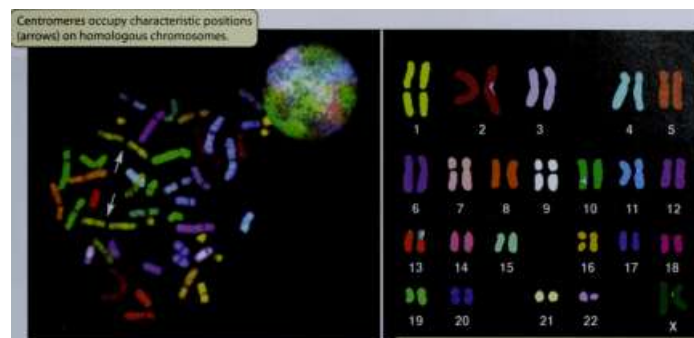 Centromeres occupy characteristic positions
(arrows) on homologous chromosomes.
1 2 3 4 5
6 7 8 9 10 11 12
13 14 15 16 17 18
19 20 21 22 X